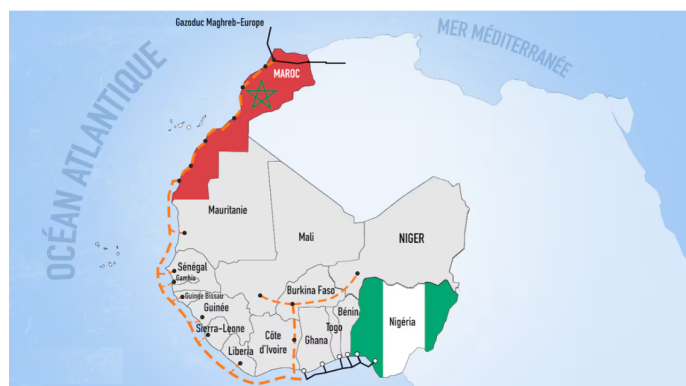 Gazoduc Maghreb-Europe
MER MÉDITERRANÉE
OCÉAN ATLANTIQUE
MAROC
Mauritanie
Mali
NIGER
Sénégal
Gambie
Guinée Bissau
Guinée
Sierra-Leone
Liberia
Côte
d'Ivoire
Burkina Faso
Ghana
Togo
Bénin
Nigéria